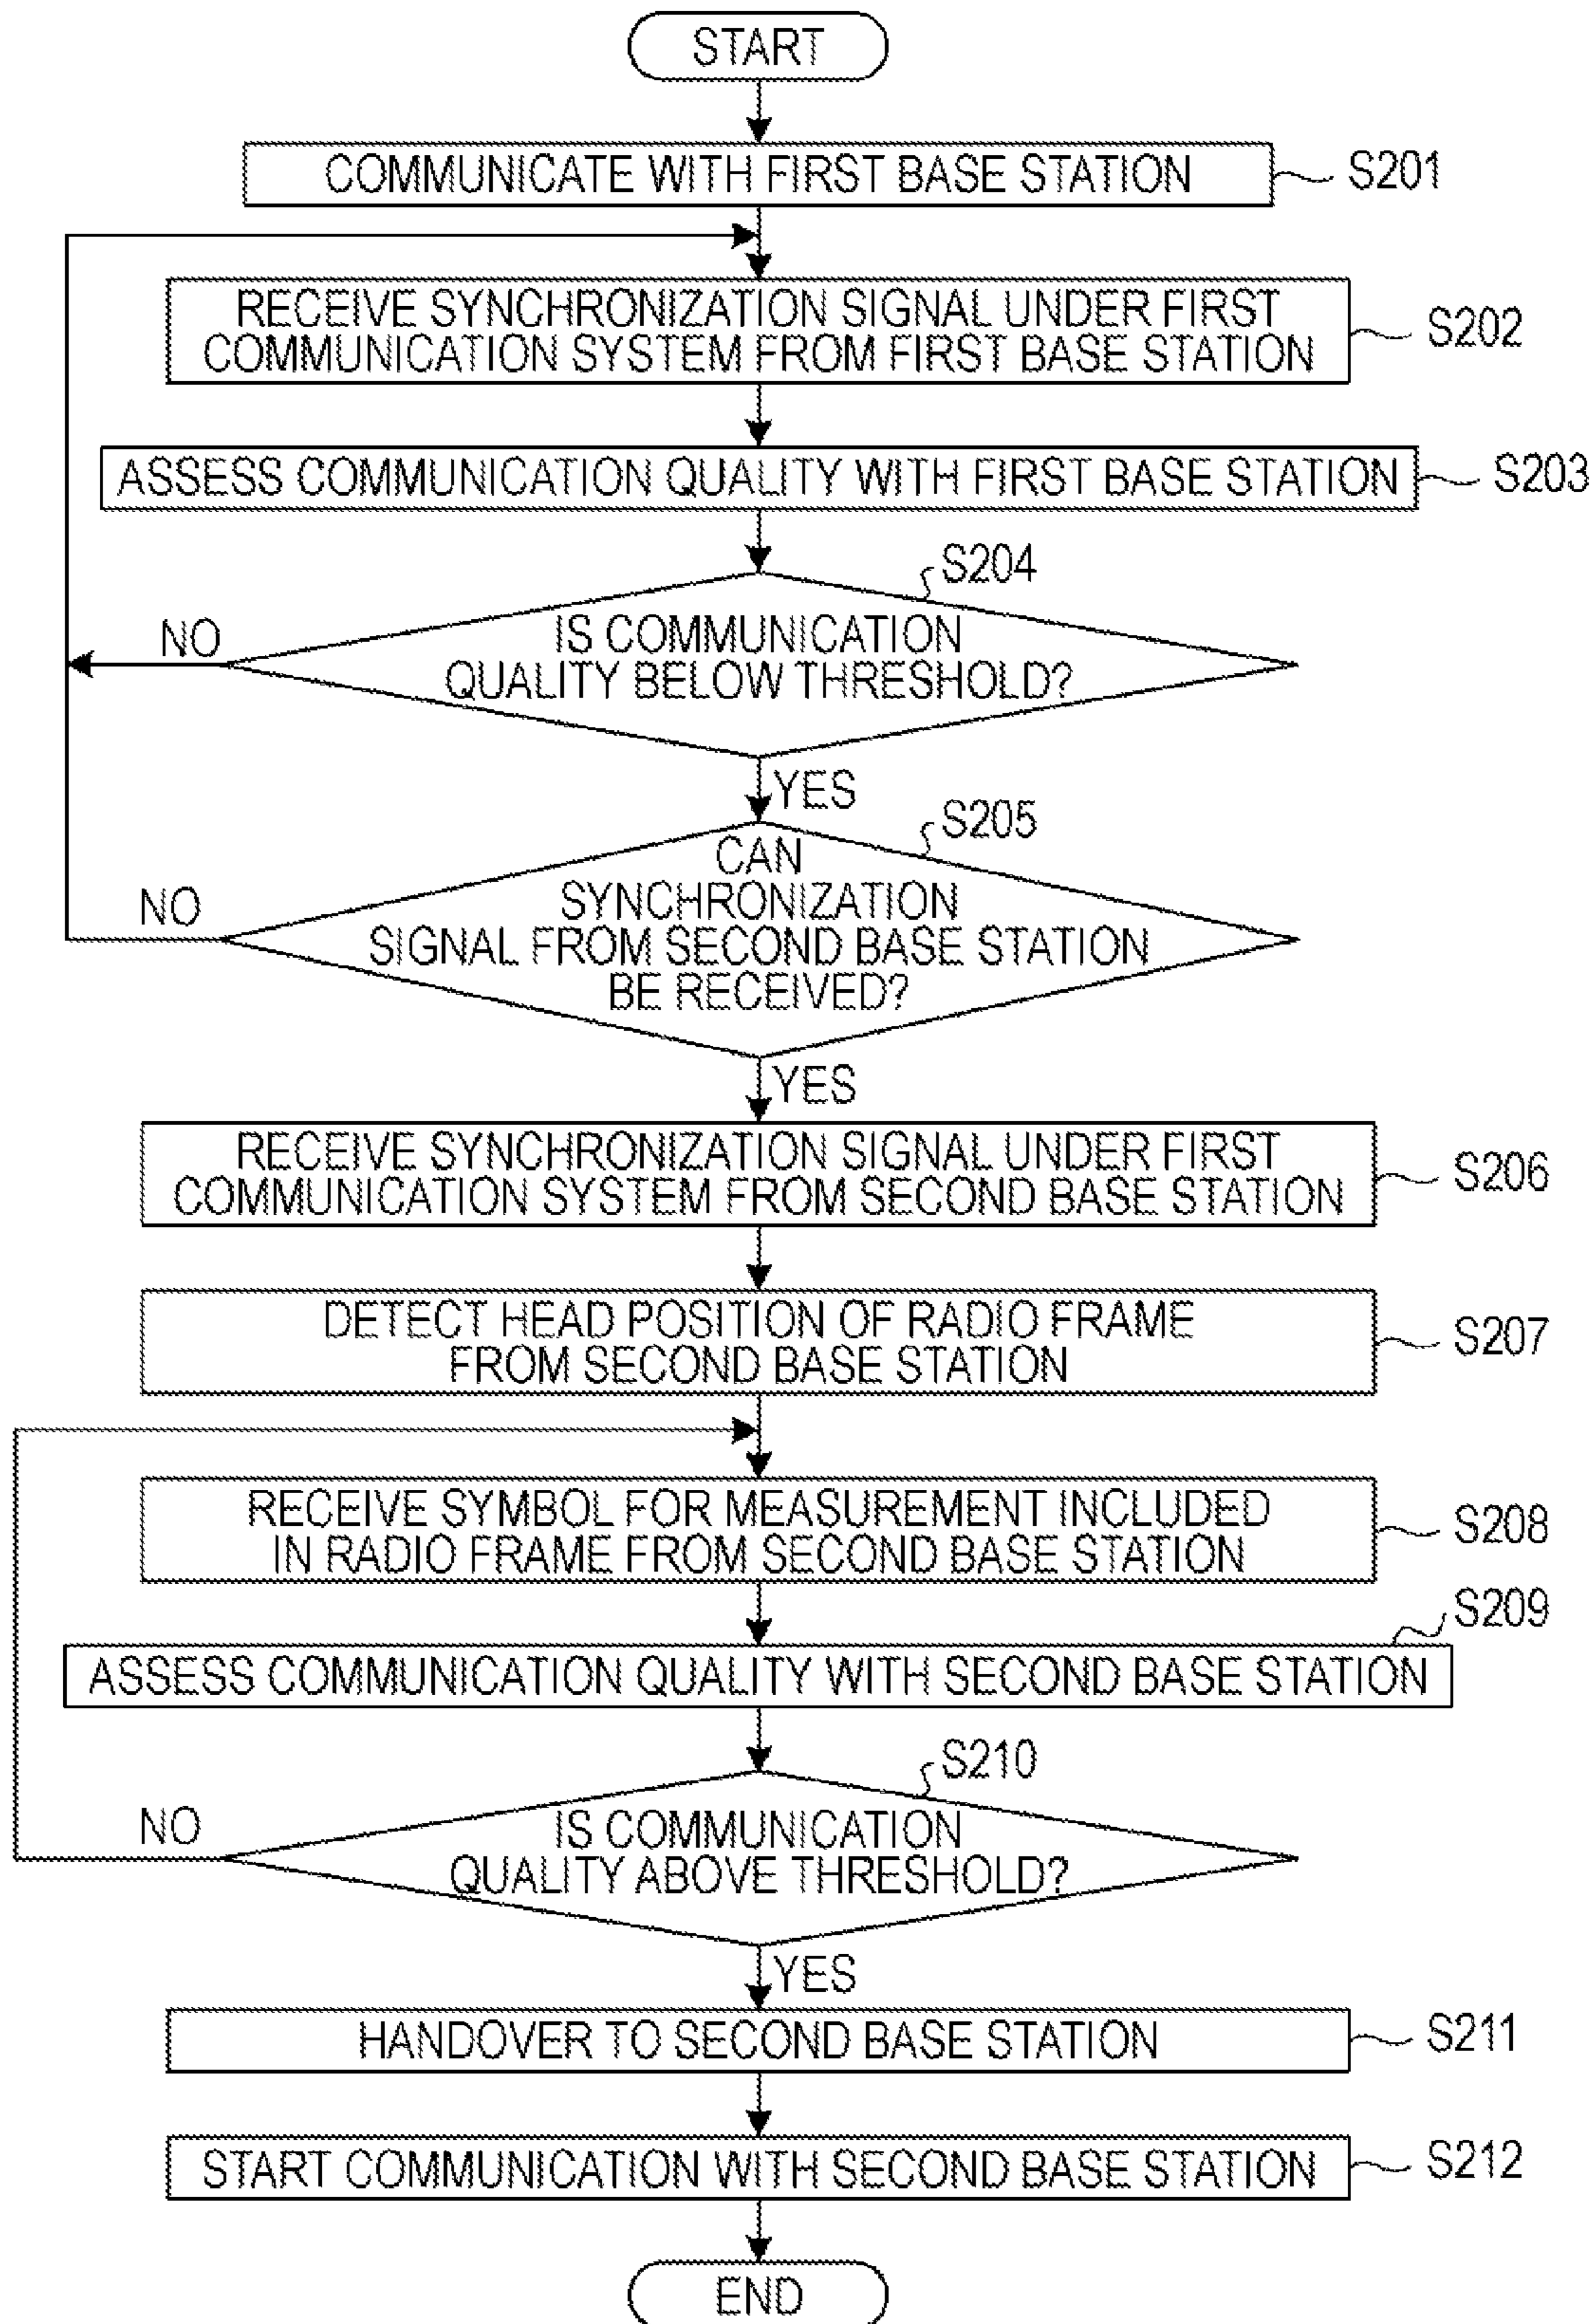 START
COMMUNICATE WITH FIRST BASE STATION
S201
RECEIVE SYNCHRONIZATION SIGNAL UNDER FIRST
COMMUNICATION SYSTEM FROM FIRST BASE STATION
S202
ASSESS COMMUNICATION QUALITY WITH FIRST BASE STATION
S203
S204
IS COMMUNICATION
QUALITY BELOW THRESHOLD?
NO
YES
S205
CAN
SYNCHRONIZATION
SIGNAL FROM SECOND BASE STATION
BE RECEIVED?
NO
YES
RECEIVE SYNCHRONIZATION SIGNAL UNDER FIRST
COMMUNICATION SYSTEM FROM SECOND BASE STATION
S206
DETECT HEAD POSITION OF RADIO FRAME
FROM SECOND BASE STATION
S207
RECEIVE SYMBOL FOR MEASUREMENT INCLUDED
IN RADIO FRAME FROM SECOND BASE STATION
S208
S209
ASSESS COMMUNICATION QUALITY WITH SECOND BASE STATION
S210
IS COMMUNICATION
QUALITY ABOVE THRESHOLD?
NO
YES
HANDOVER TO SECOND BASE STATION
S211
START COMMUNICATION WITH SECOND BASE STATION
S212
END